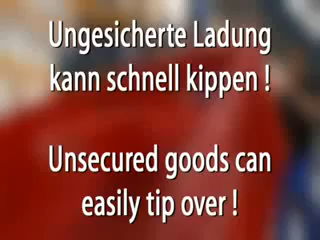 Ungesicherte Ladung
kann schnell kippen !
Unsecured goods can
easily tip over !